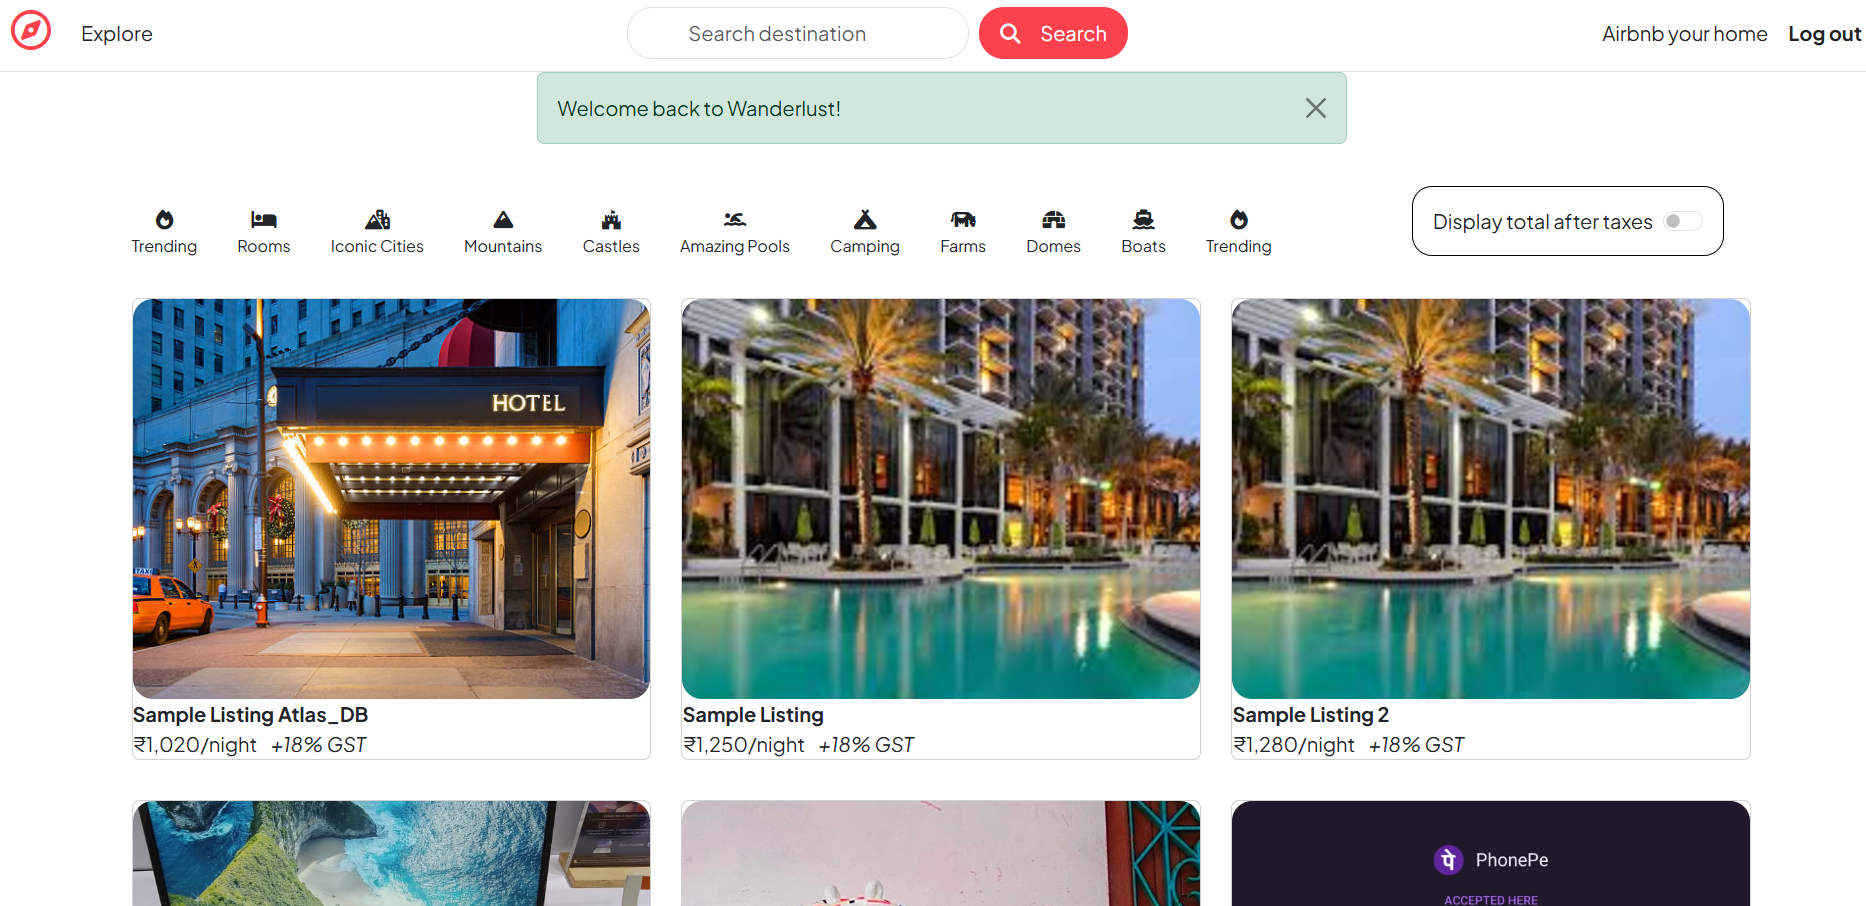 Explore
Search destination
Search
Airbnb your home
Log out
Welcome back to Wanderlust!
Trending
Rooms
Iconic Cities
Mountains
Castles
Amazing Pools
Camping
Farms
Domes
Boats
Trending
Display total after taxes
HOTEL
TAXI
Sample Listing Atlas_DB
₹1,020/night +18% GST
Sample Listing
₹1,250/night +18% GST
Sample Listing 2
₹1,280/night +18% GST
पे PhonePe
ACCEPTED HERE